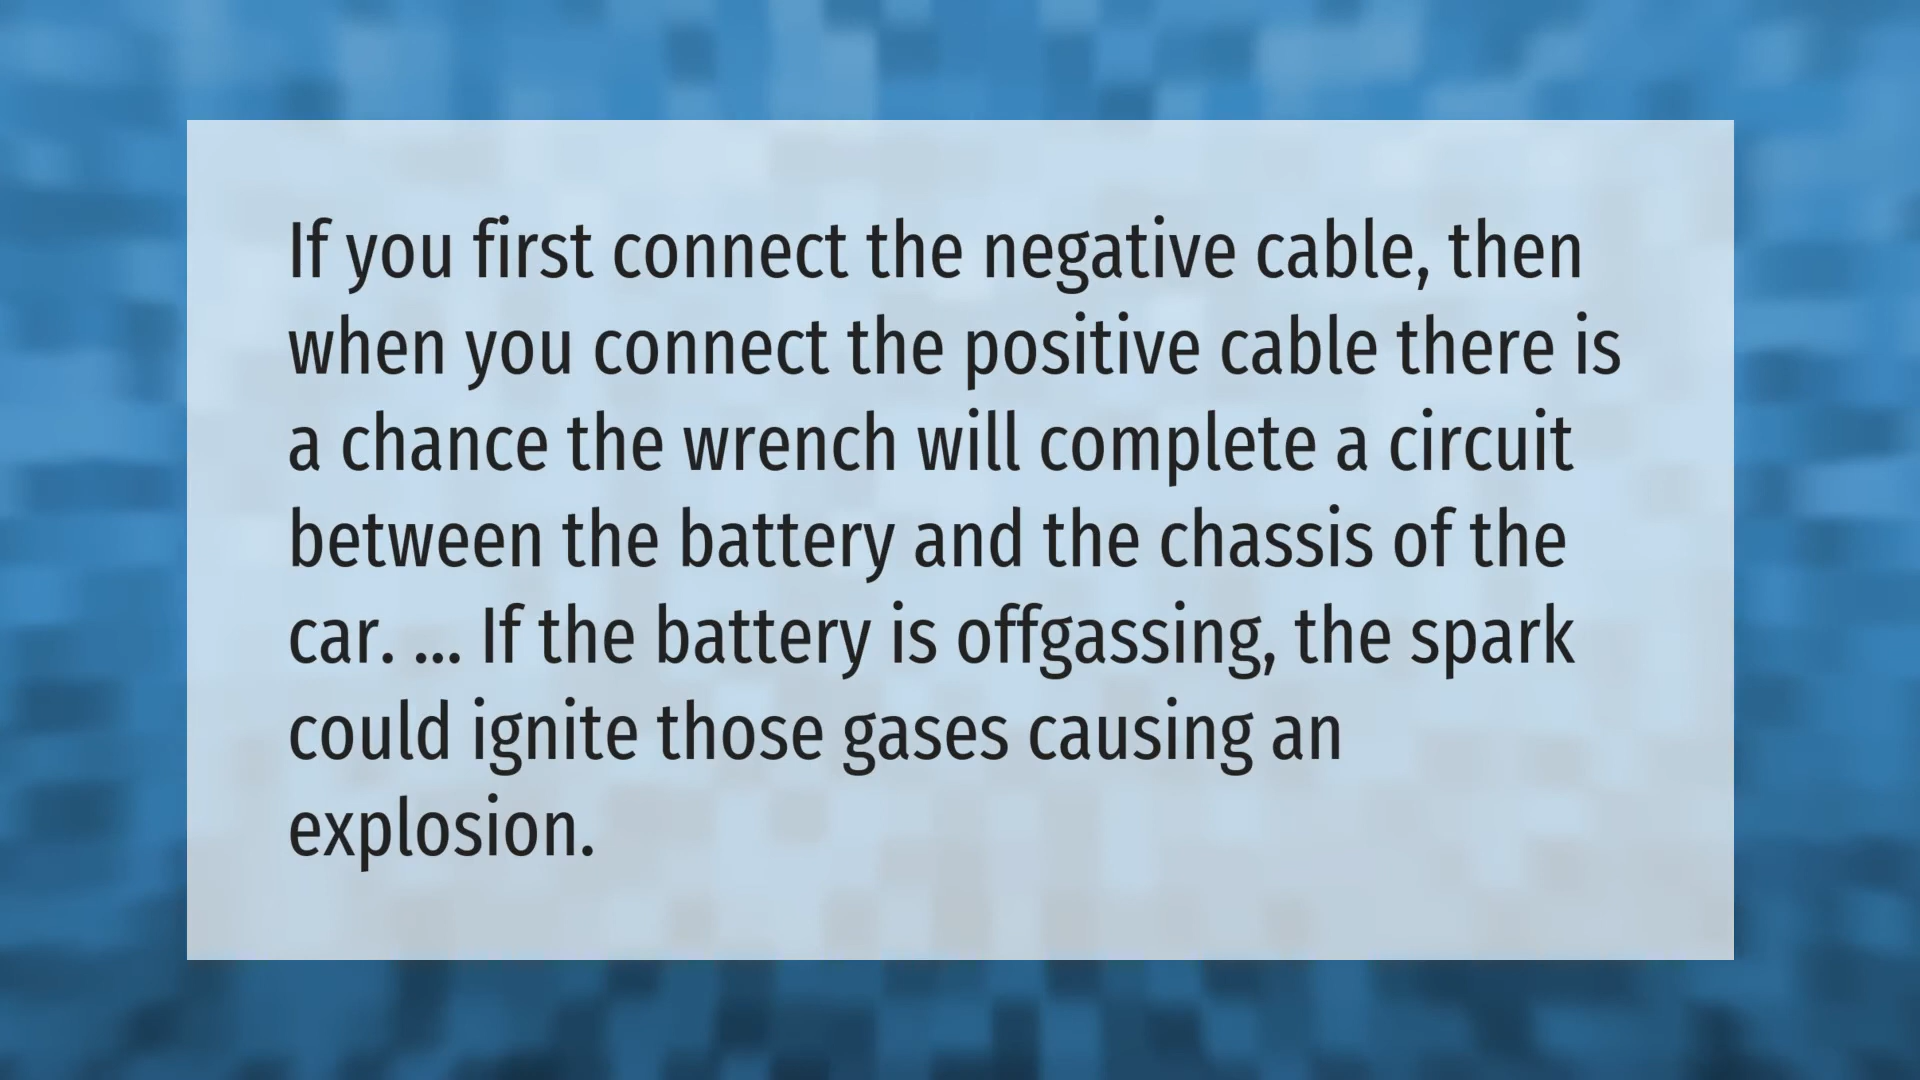 If you first connect the negative cable, then
when you connect the positive cable there is
a chance the wrench will complete a circuit
between the battery and the chassis of the
car. ... If the battery is offgassing, the spark
could ignite those gases causing an
explosion.